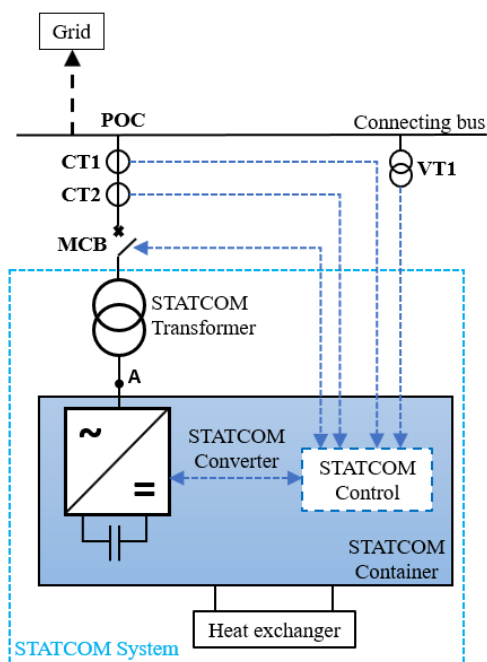 Grid
POC
Connecting bus
CT1
VT1
CT2
MCB
STATCOM
Transformer
A
~
=
STATCOM
Converter
STATCOM
Control
STATCOM
Container
Heat exchanger
STATCOM System